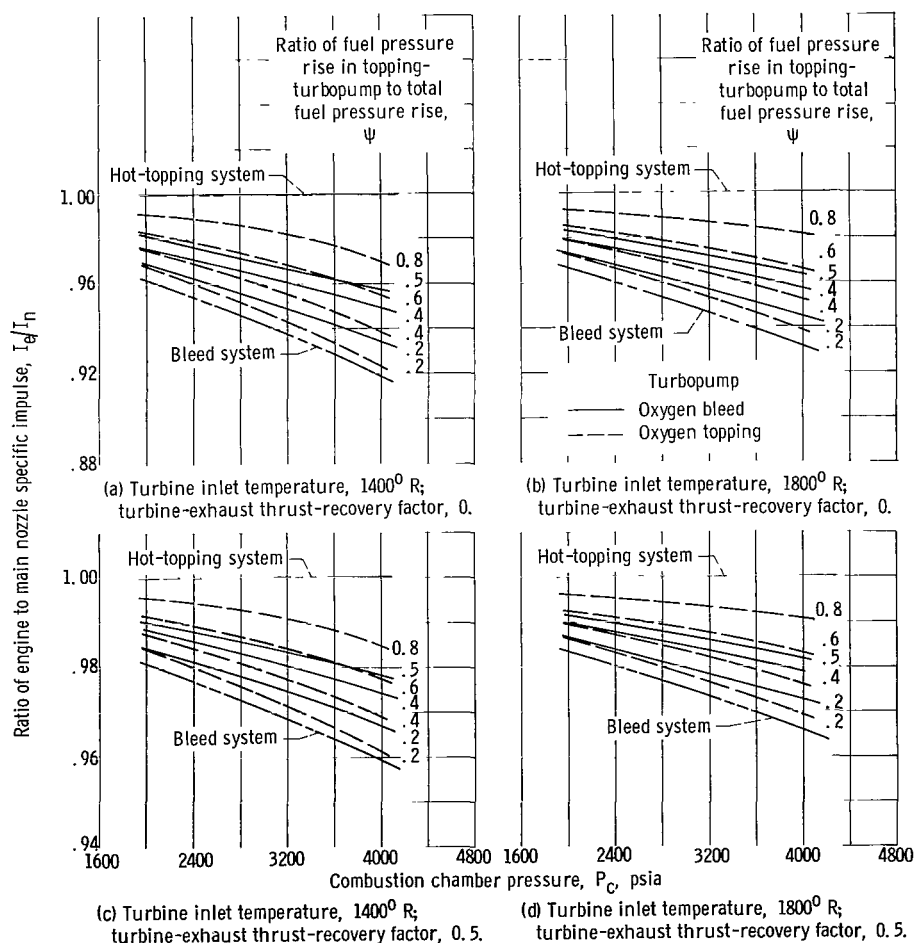 Ratio of engine to main nozzle specific impulse, Ie/In
Ratio of fuel pressure
rise in topping-
turbopump to total
fuel pressure rise,
ψ
Hot-topping system
1.00
.96
.92
.88
0.8
.5
.6
.4
.4
.2
.2
Bleed system
(a) Turbine inlet temperature, 1400⁰ R;
turbine-exhaust thrust-recovery factor, 0.
Ratio of fuel pressure
rise in topping-
turbopump to total
fuel pressure rise,
ψ
Hot-topping system
0.8
.6
.5
.4
.4
.2
.2
Bleed system
Turbopump
Oxygen bleed
Oxygen topping
(b) Turbine inlet temperature, 1800⁰ R;
turbine-exhaust thrust-recovery factor, 0.
Hot-topping system
1.00
.98
.96
.94
0.8
.5
.6
.4
.4
.2
.2
Bleed system
1600 2400 3200 4000 4800
Hot-topping system
0.8
.6
.5
.4
.2
.2
Bleed system
1600 2400 3200 4000 4800
Combustion chamber pressure, Pc, psia
(c) Turbine inlet temperature, 1400⁰ R;
turbine-exhaust thrust-recovery factor, 0.5.
(d) Turbine inlet temperature, 1800⁰ R;
turbine-exhaust thrust-recovery factor, 0.5.